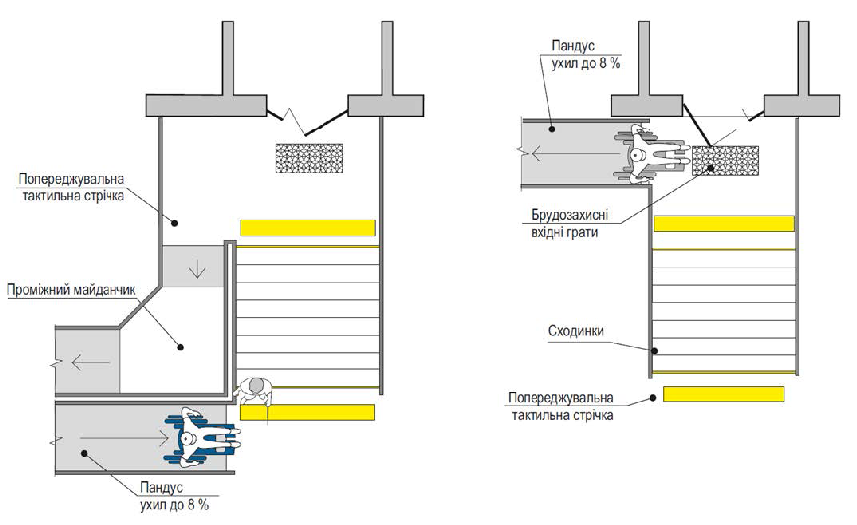 Попереджувальна
тактильна стрічка
Проміжний майданчик
Пандус
ухил до 8 %
Пандус
ухил до 8 %
Брудозахисні
вхідні грати
Сходинки
Попереджувальна
тактильна стрічка